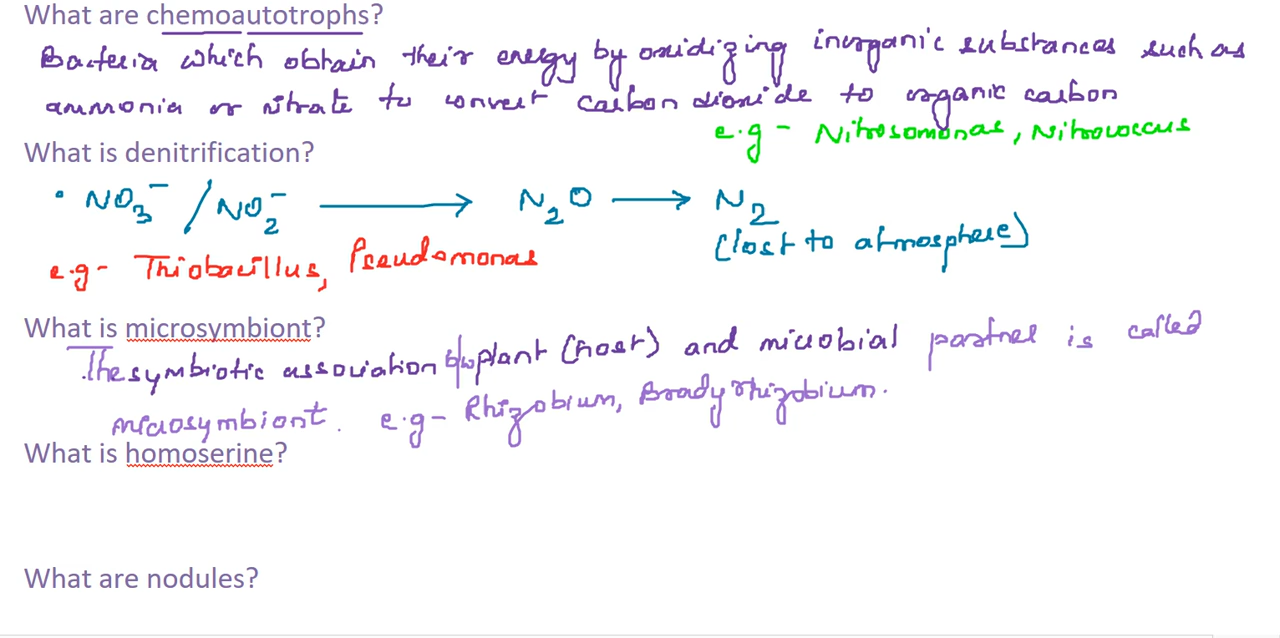 What are chemoautotrophs?
Bacteria which obtain their energy by oxidizing inorganic substances such as
ammonia or nitrate to convert carbon dioxide to organic carbon
e.g - Nitrosomonas, Nitrococcus
What is denitrification?
• NO₃⁻ / NO₂⁻ ⟶ N₂O ⟶ N₂
(lost to atmosphere)
e.g - Thiobacillus, Pseudomonas
What is microsymbiont?
The symbiotic association b/w plant (host) and microbial partner is called
microsymbiont. e.g - Rhizobium, Bradyrhizobium.
What is homoserine?
What are nodules?